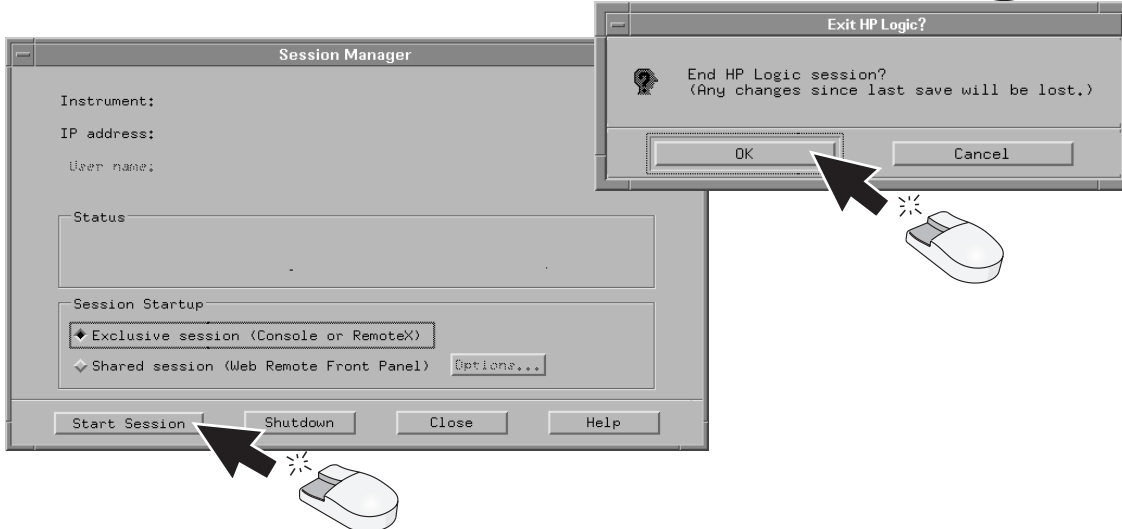 Exit HP Logic?
End HP Logic session?
(Any changes since last save will be lost.)
OK Cancel
Session Manager
Instrument:
IP address:
User name:
Status
Session Startup
Exclusive session (Console or RemoteX)
Shared session (Web Remote Front Panel) Options...
Start Session Shutdown Close Help